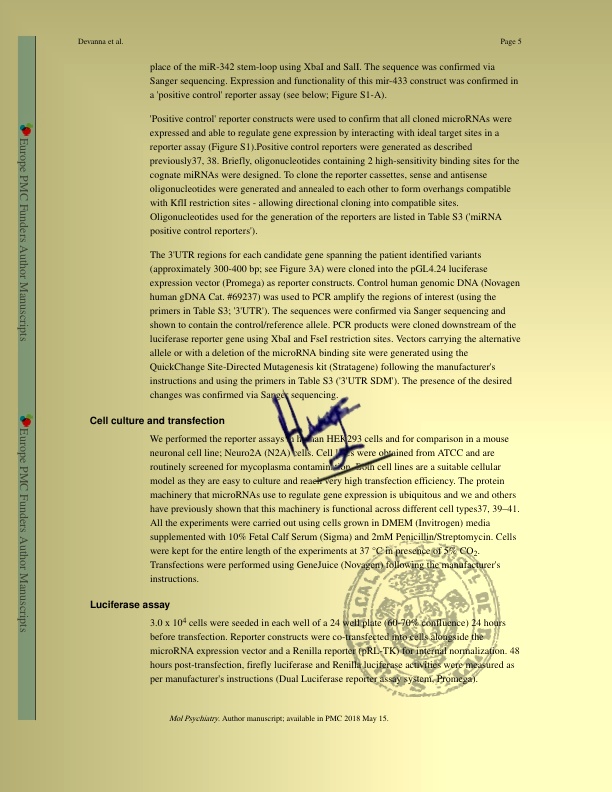 Devanna et al.
Page 5
place of the miR-342 stem-loop using XbaI and SalI. The sequence was confirmed via
Sanger sequencing. Expression and functionality of this mir-433 construct was confirmed in
a 'positive control' reporter assay (see below; Figure S1-A).
'Positive control' reporter constructs were used to confirm that all cloned microRNAs were
expressed and able to regulate gene expression by interacting with ideal target sites in a
reporter assay (Figure S1).Positive control reporters were generated as described
previously37, 38. Briefly, oligonucleotides containing 2 high-sensitivity binding sites for the
cognate miRNAs were designed. To clone the reporter cassettes, sense and antisense
oligonucleotides were generated and annealed to each other to form overhangs compatible
with KflI restriction sites - allowing directional cloning into compatible sites.
Oligonucleotides used for the generation of the reporters are listed in Table S3 ('miRNA
positive control reporters').
The 3'UTR regions for each candidate gene spanning the patient identified variants
(approximately 300-400 bp; see Figure 3A) were cloned into the pGL4.24 luciferase
expression vector (Promega) as reporter constructs. Control human genomic DNA (Novagen
human gDNA Cat. #69237) was used to PCR amplify the regions of interest (using the
primers in Table S3; '3'UTR'). The sequences were confirmed via Sanger sequencing and
shown to contain the control/reference allele. PCR products were cloned downstream of the
luciferase reporter gene using XbaI and FseI restriction sites. Vectors carrying the alternative
allele or with a deletion of the microRNA binding site were generated using the
QuickChange Site-Directed Mutagenesis kit (Stratagene) following the manufacturer's
instructions and using the primers in Table S3 ('3'UTR SDM'). The presence of the desired
changes was confirmed via Sanger sequencing.
Cell culture and transfection
We performed the reporter assays in human HEK293 cells and for comparison in a mouse
neuronal cell line; Neuro2A (N2A) cells. Cell lines were obtained from ATCC and are
routinely screened for mycoplasma contamination. Both cell lines are a suitable cellular
model as they are easy to culture and reach very high transfection efficiency. The protein
machinery that microRNAs use to regulate gene expression is ubiquitous and we and others
have previously shown that this machinery is functional across different cell types37, 39–41.
All the experiments were carried out using cells grown in DMEM (Invitrogen) media
supplemented with 10% Fetal Calf Serum (Sigma) and 2mM Penicillin/Streptomycin. Cells
were kept for the entire length of the experiments at 37 °C in presence of 5% CO2.
Transfections were performed using GeneJuice (Novagen) following the manufacturer's
instructions.
Luciferase assay
3.0 x 10^4 cells were seeded in each well of a 24 well plate (60-70% confluence) 24 hours
before transfection. Reporter constructs were co-transfected into cells alongside the
microRNA expression vector and a Renilla reporter (pRL-TK) for internal normalization. 48
hours post-transfection, firefly luciferase and Renilla luciferase activities were measured as
per manufacturer's instructions (Dual Luciferase reporter assay system, Promega).
Mol Psychiatry. Author manuscript; available in PMC 2018 May 15.
Europe PMC Funders Author Manuscripts
Europe PMC Funders Author Manuscripts